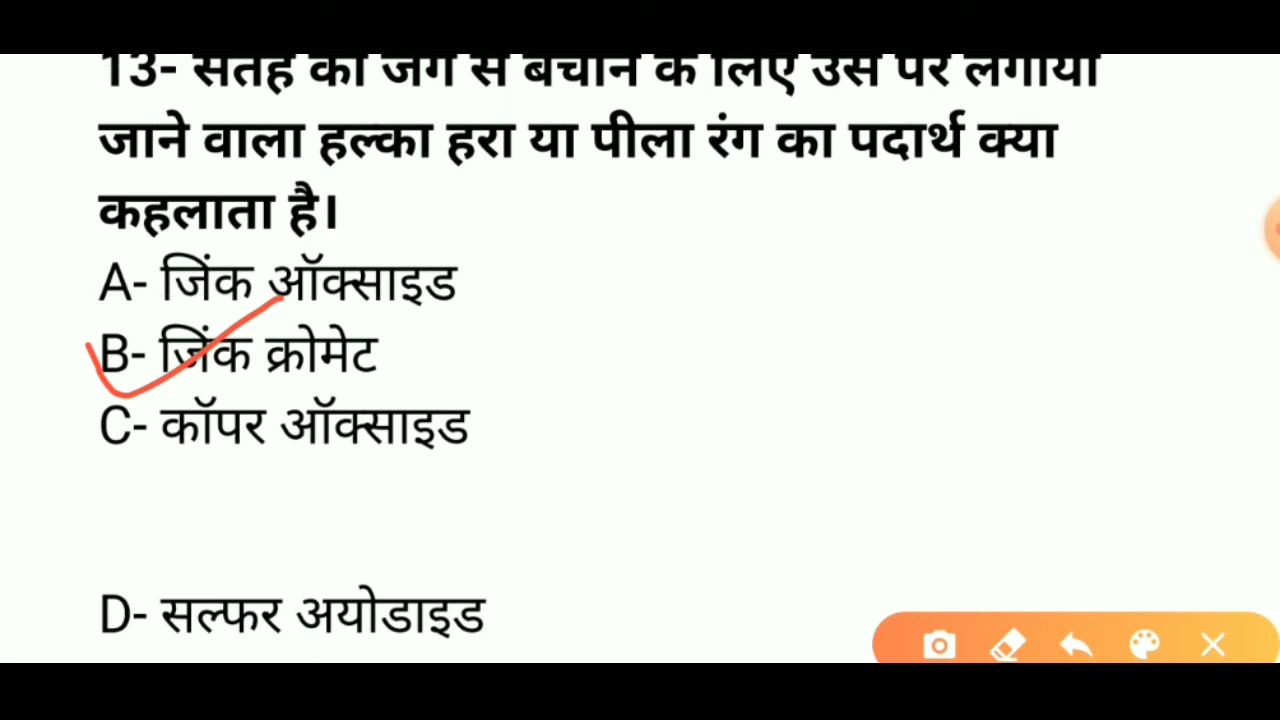 13- सतह को जंग से बचाने के लिए उस पर लगाया
जाने वाला हल्का हरा या पीला रंग का पदार्थ क्या
कहलाता है।
A- जिंक ऑक्साइड
B- जिंक क्रोमेट
C- कॉपर ऑक्साइड
D- सल्फर अयोडाइड